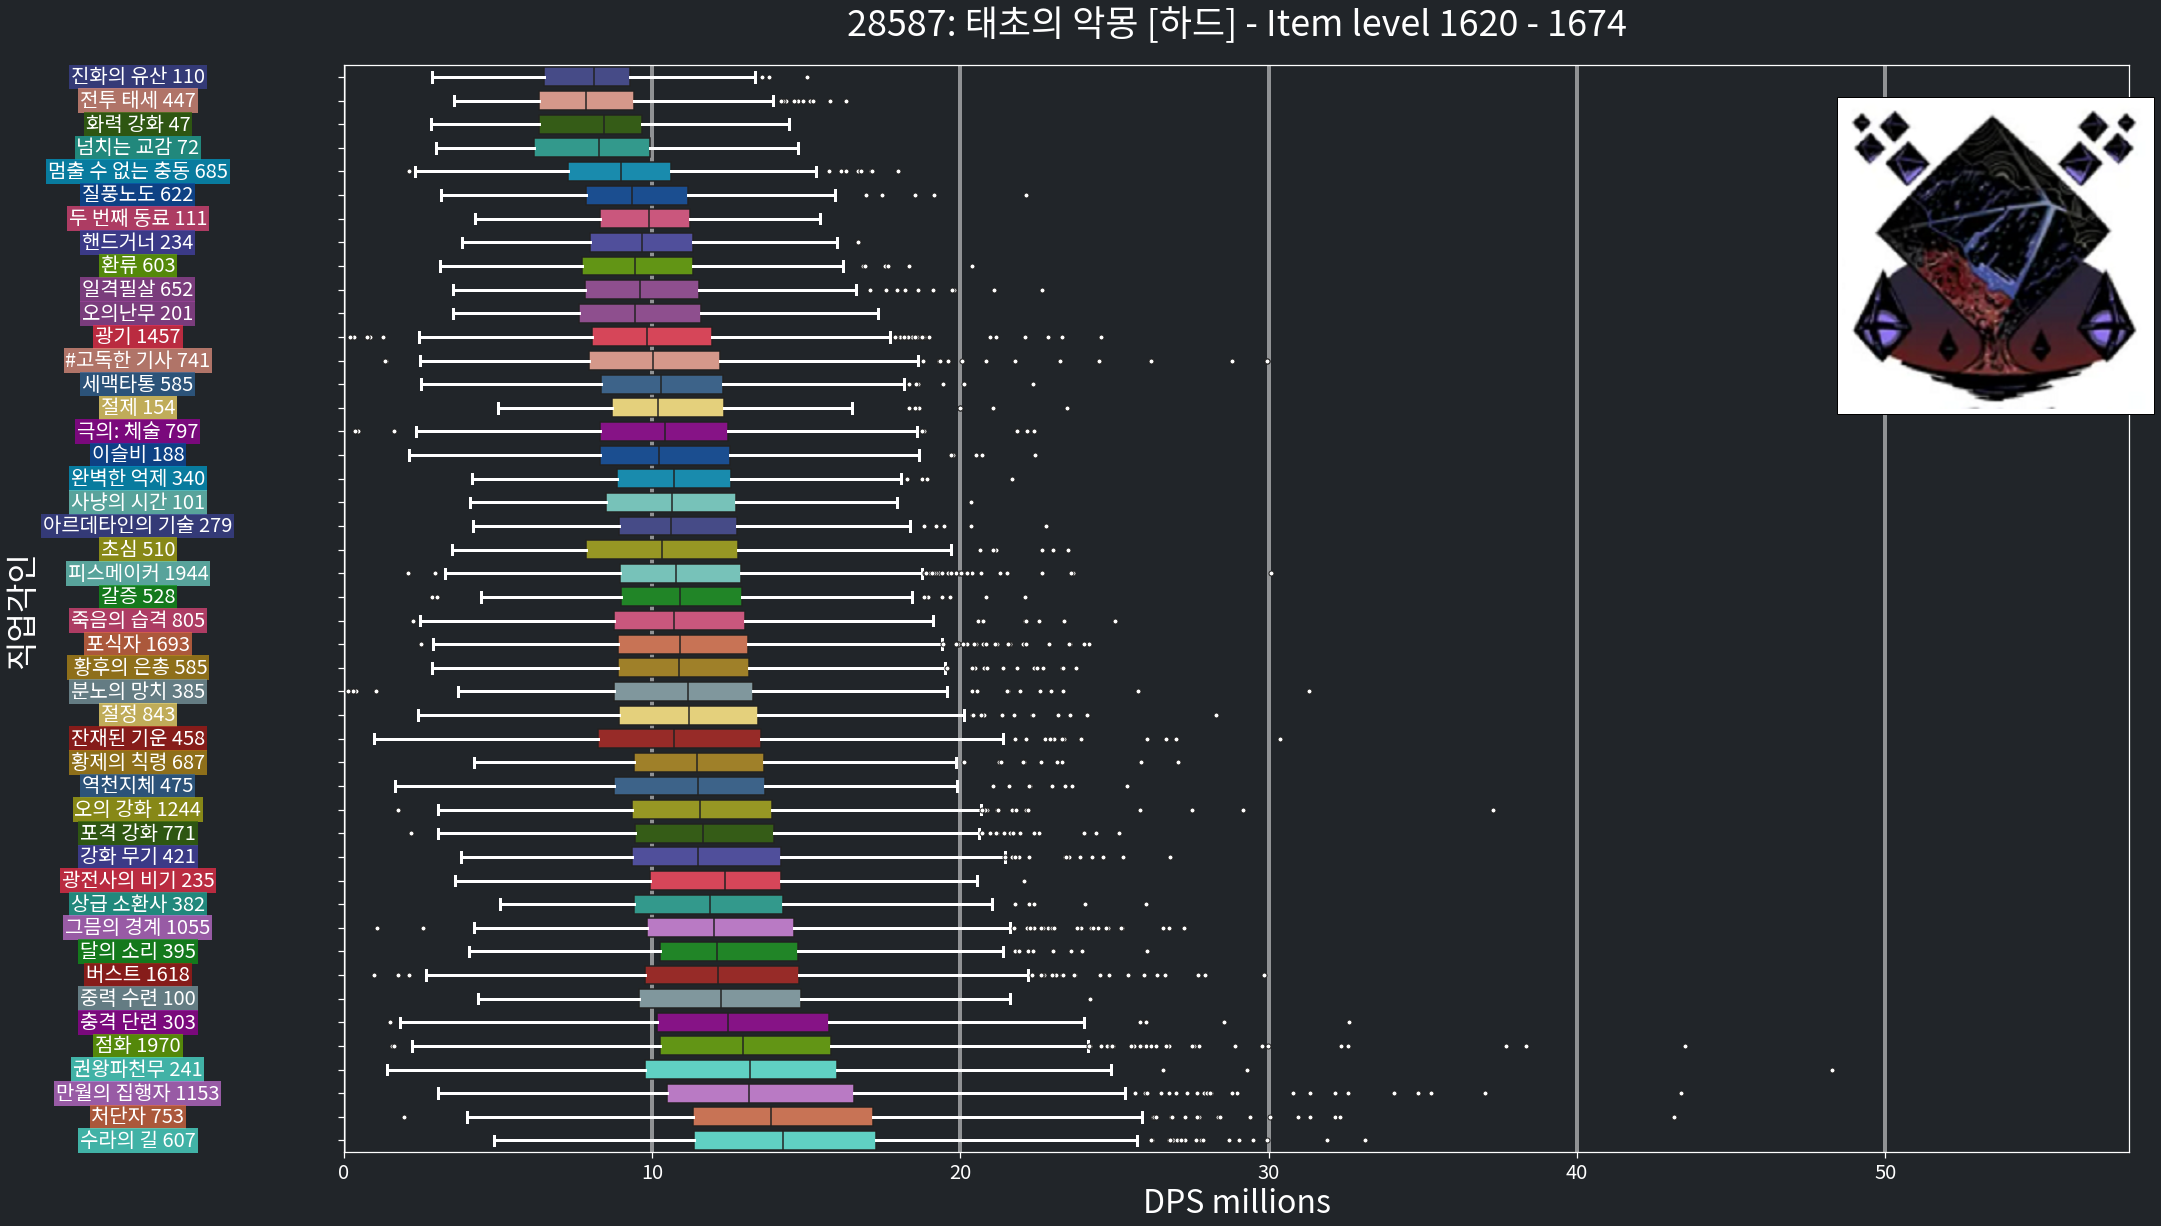 28587: 태초의 악몽 [하드] - Item level 1620 - 1674
진화의 유산 110
전투 태세 447
화력 강화 47
넘치는 교감 72
멈출 수 없는 충동 685
질풍노도 622
두 번째 동료 111
핸드거너 234
환류 603
일격필살 652
오의난무 201
광기 1457
#고독한 기사 741
세맥타통 585
절제 154
극의: 체술 797
이슬비 188
완벽한 억제 340
사냥의 시간 101
아르데타인의 기술 279
초심 510
피스메이커 1944
갈증 528
죽음의 습격 805
포식자 1693
황후의 은총 585
분노의 망치 385
절정 843
잔재된 기운 458
황제의 칙령 687
역천지체 475
오의 강화 1244
포격 강화 771
강화 무기 421
광전사의 비기 235
상급 소환사 382
그믐의 경계 1055
달의 소리 395
버스트 1618
중력 수련 100
충격 단련 303
점화 1970
권왕파천무 241
만월의 집행자 1153
처단자 753
수라의 길 607
직업각인
0 10 20 30 40 50
DPS millions